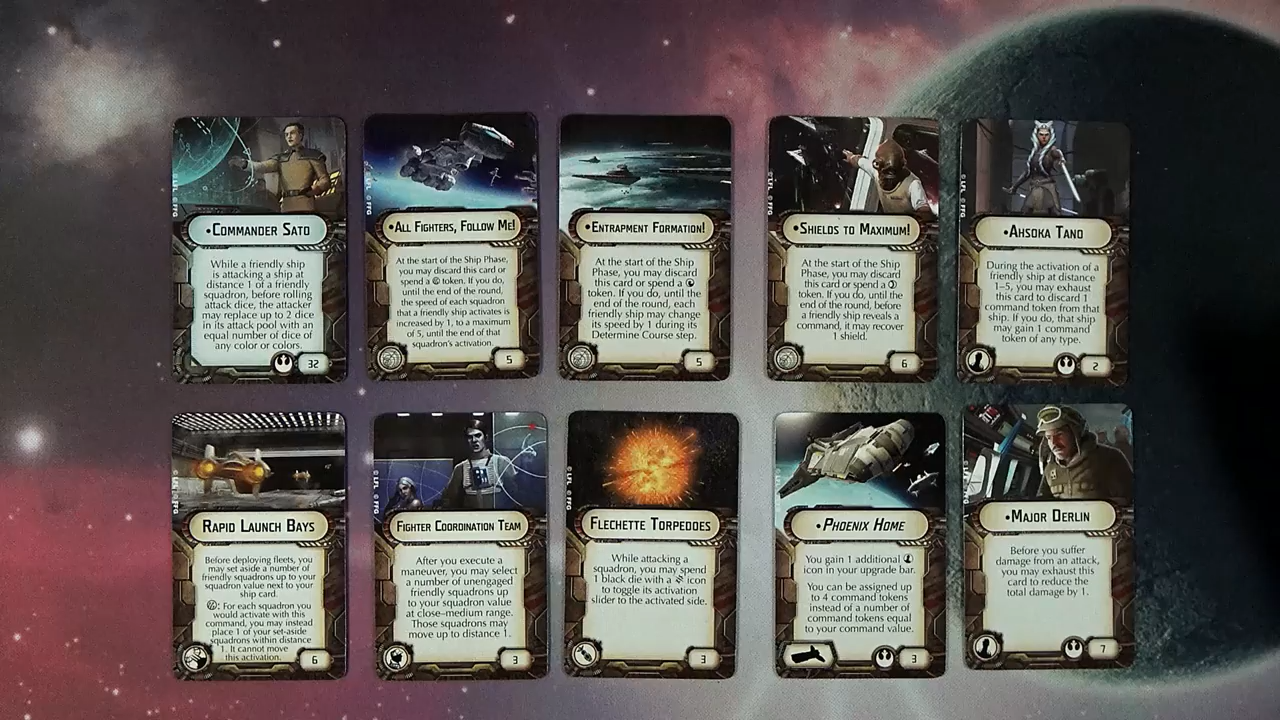 •Commander Sato
While a friendly ship
is attacking a ship at
distance 1 of a friendly
squadron, before rolling
attack dice, the attacker
may replace up to 2 dice
in its attack pool with an
equal number of dice of
any color or colors.
32
©LFL ©FFG
•All Fighters, Follow Me!
At the start of the Ship Phase,
you may discard this card or
spend a token. If you do,
until the end of the round,
the speed of each squadron
that a friendly ship activates is
increased by 1, to a maximum
of 5, until the end of that
squadron's activation.
5
©LFL ©FFG
•Entrapment Formation!
At the start of the Ship
Phase, you may discard
this card or spend a
token. If you do, until the
end of the round, each
friendly ship may change
its speed by 1 during its
Determine Course step.
5
©LFL ©FFG
•Shields to Maximum!
At the start of the Ship
Phase, you may discard
this card or spend a
token. If you do, until the
end of the round, before
a friendly ship reveals a
command, it may recover
1 shield.
6
©LFL ©FFG
•Ahsoka Tano
During the activation of a
friendly ship at distance
1–5, you may exhaust
this card to discard 1
command token from that
ship. If you do, that ship
may gain 1 command
token of any type.
2
©LFL ©FFG
Rapid Launch Bays
Before deploying fleets, you
may set aside a number of
friendly squadrons up to your
squadron value next to your
ship card.
: For each squadron you
would activate with this
command, you may instead
place 1 of your set-aside
squadrons within distance
1. It cannot move
this activation.
6
©LFL ©FFG
Fighter Coordination Team
After you execute a
maneuver, you may select
a number of unengaged
friendly squadrons up
to your squadron value
at close–medium range.
Those squadrons may
move up to distance 1.
3
©LFL ©FFG
Flechette Torpedoes
While attacking a
squadron, you may spend
1 black die with a icon
to toggle its activation
slider to the activated side.
3
©LFL ©FFG
•Phoenix Home
You gain 1 additional
icon in your upgrade bar.
You can be assigned up
to 4 command tokens
instead of a number of
command tokens equal
to your command value.
3
©LFL ©FFG
•Major Derlin
Before you suffer
damage from an attack,
you may exhaust this
card to reduce the
total damage by 1.
7